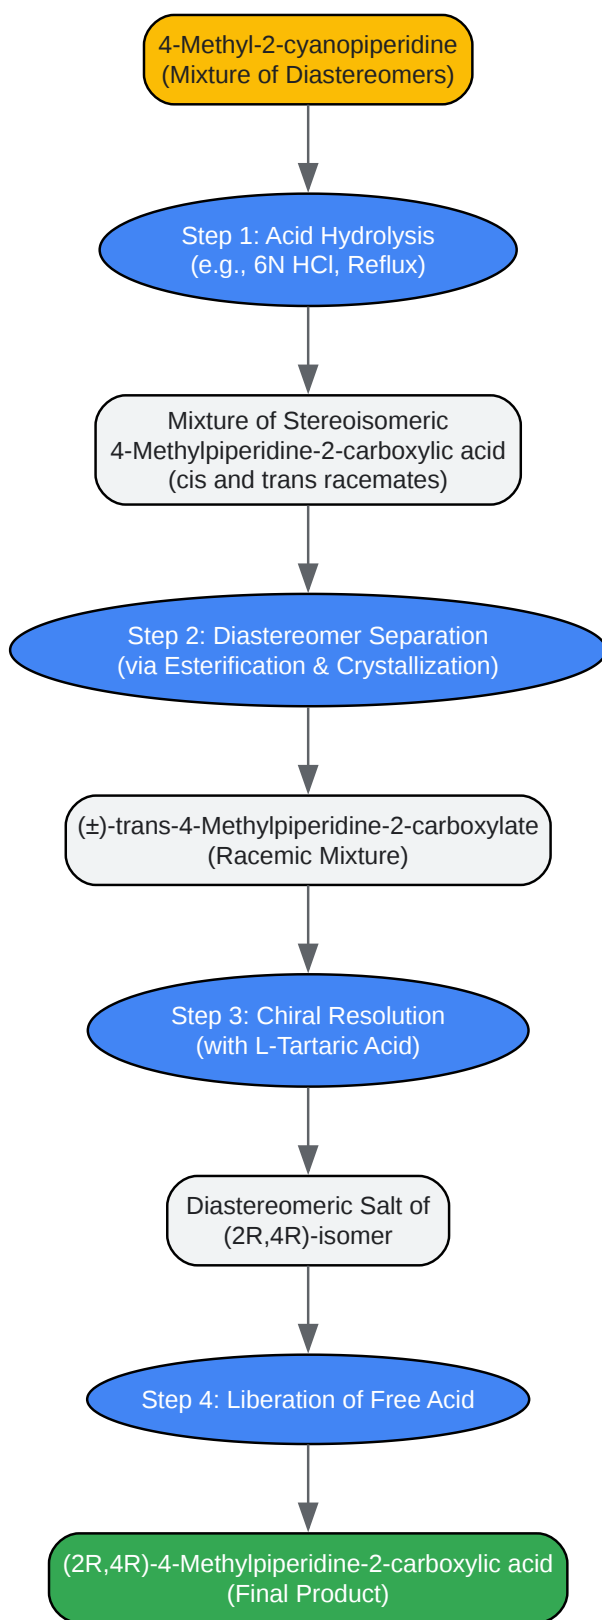 4-Methyl-2-cyanopiperidine
(Mixture of Diastereomers)
Step 1: Acid Hydrolysis
(e.g., 6N HCl, Reflux)
Mixture of Stereoisomeric
4-Methylpiperidine-2-carboxylic acid
(cis and trans racemates)
Step 2: Diastereomer Separation
(via Esterification & Crystallization)
(±)-trans-4-Methylpiperidine-2-carboxylate
(Racemic Mixture)
Step 3: Chiral Resolution
(with L-Tartaric Acid)
Diastereomeric Salt of
(2R,4R)-isomer
Step 4: Liberation of Free Acid
(2R,4R)-4-Methylpiperidine-2-carboxylic acid
(Final Product)